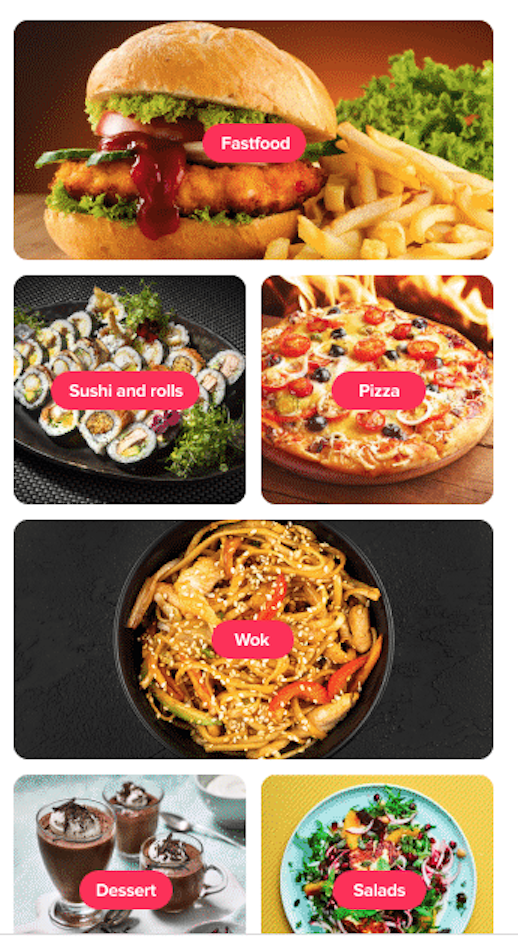 Fastfood
Sushi and rolls
Pizza
Wok
Dessert
Salads